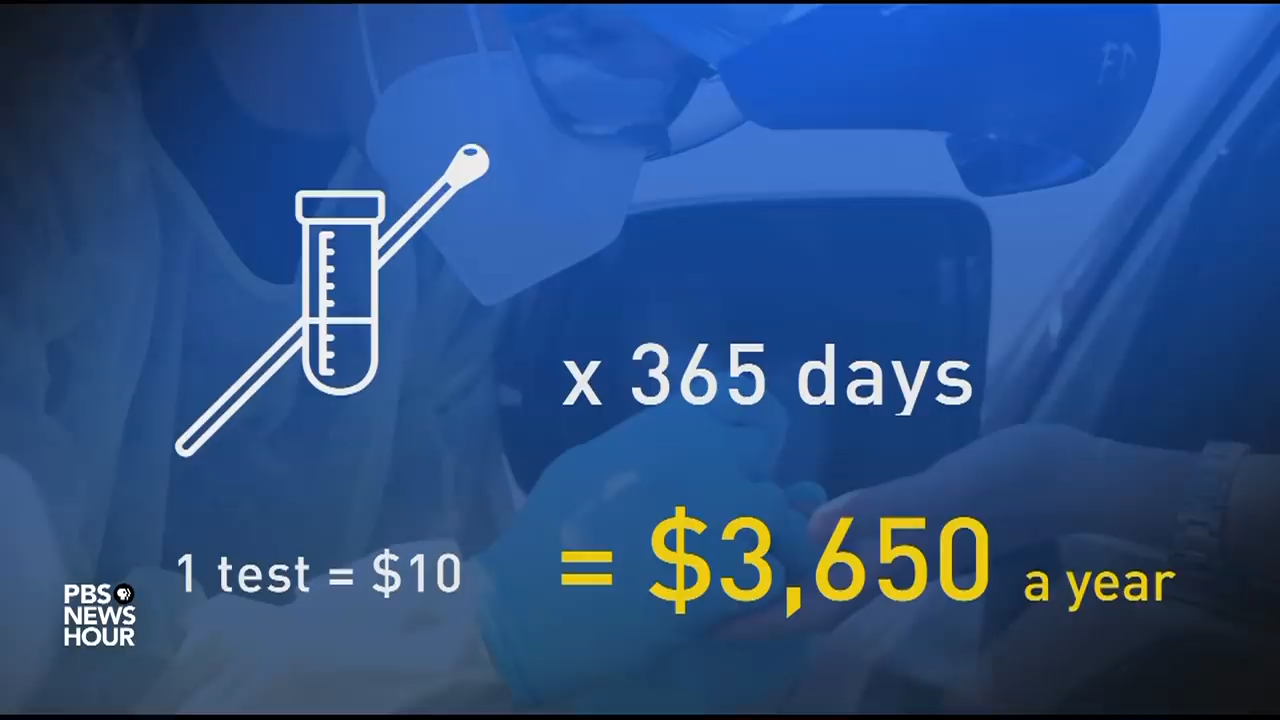 x 365 days
1 test = $10
= $3,650 a year
PBS
NEWS
HOUR